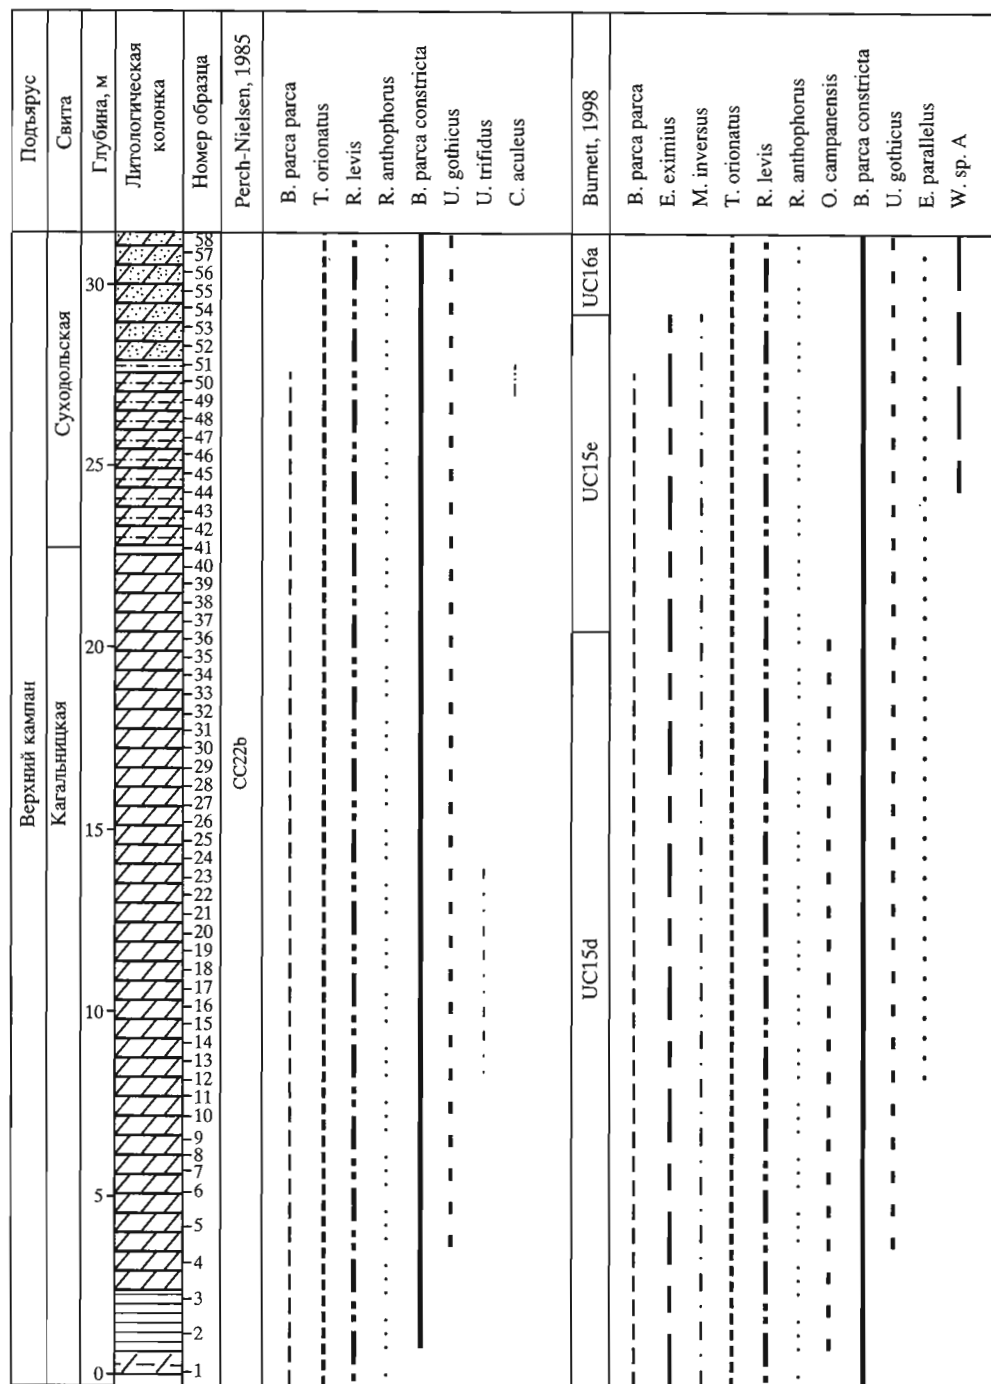 Подъярус
Свита
Глубина, м
Литологическая
колонка
Номер образца
Perch-Nielsen, 1985
B. parca parca
T. orionatus
R. levis
R. anthophorus
B. parca constricta
U. gothicus
U. trifidus
C. aculeus
Burnett, 1998
B. parca parca
E. eximius
M. inversus
T. orionatus
R. levis
R. anthophorus
O. campanensis
B. parca constricta
U. gothicus
E. parallelus
W. sp. A
Верхний кампан
Суходольская
Кагальницкая
30
25
20
15
10
5
0
58
57
56
55
54
53
52
51
50
49
48
47
46
45
44
43
42
41
40
39
38
37
36
35
34
33
32
31
30
29
28
27
26
25
24
23
22
21
20
19
18
17
16
15
14
13
12
11
10
9
8
7
6
5
4
3
2
1
CC22b
UC16a
UC15e
UC15d